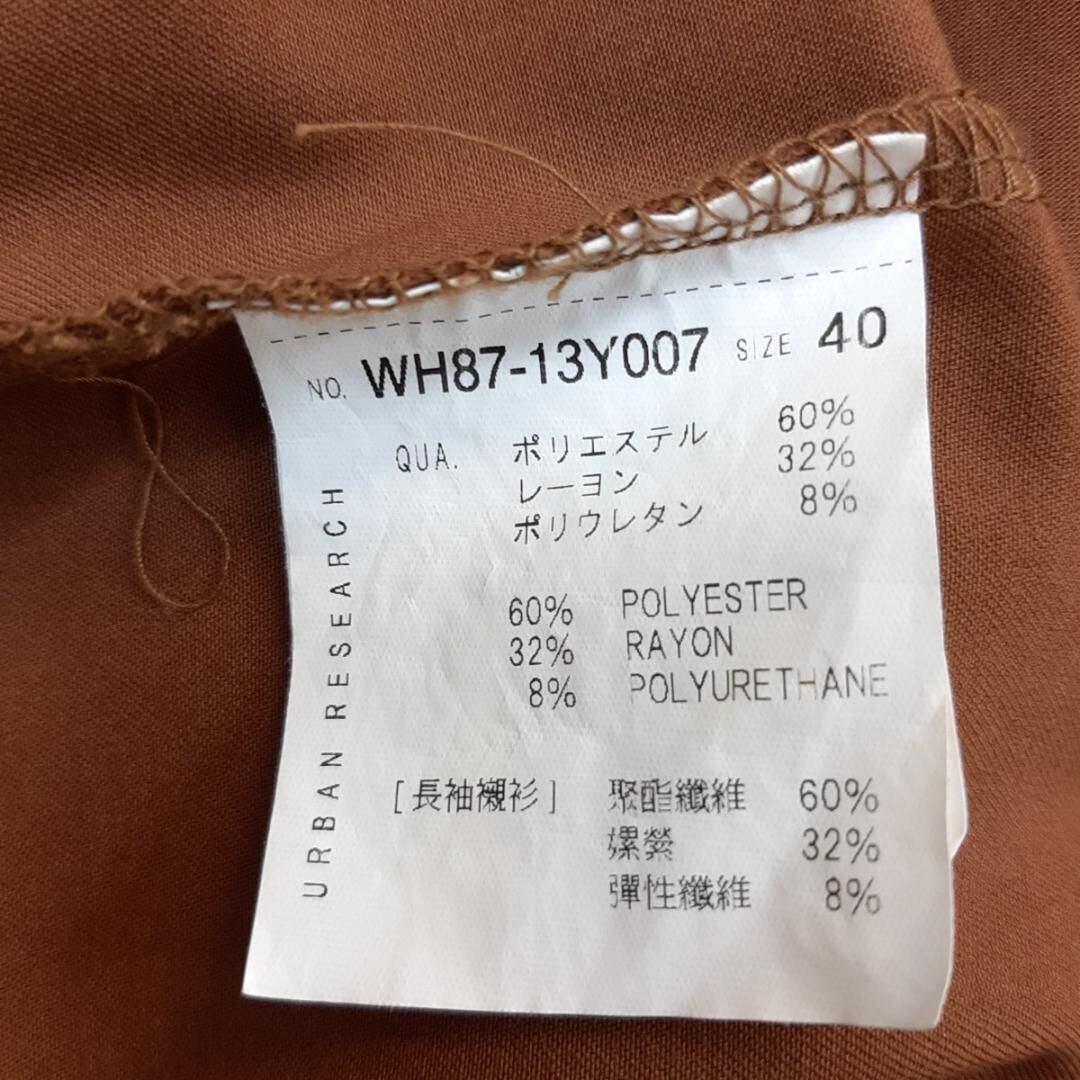 NO. WH87-13Y007 SIZE 40
QUA. ポリエステル 60%
レーヨン 32%
ポリウレタン 8%
60% POLYESTER
32% RAYON
8% POLYURETHANE
[長袖襯衫] 聚酯纖維 60%
嫘縈 32%
彈性纖維 8%
URBAN RESEARCH